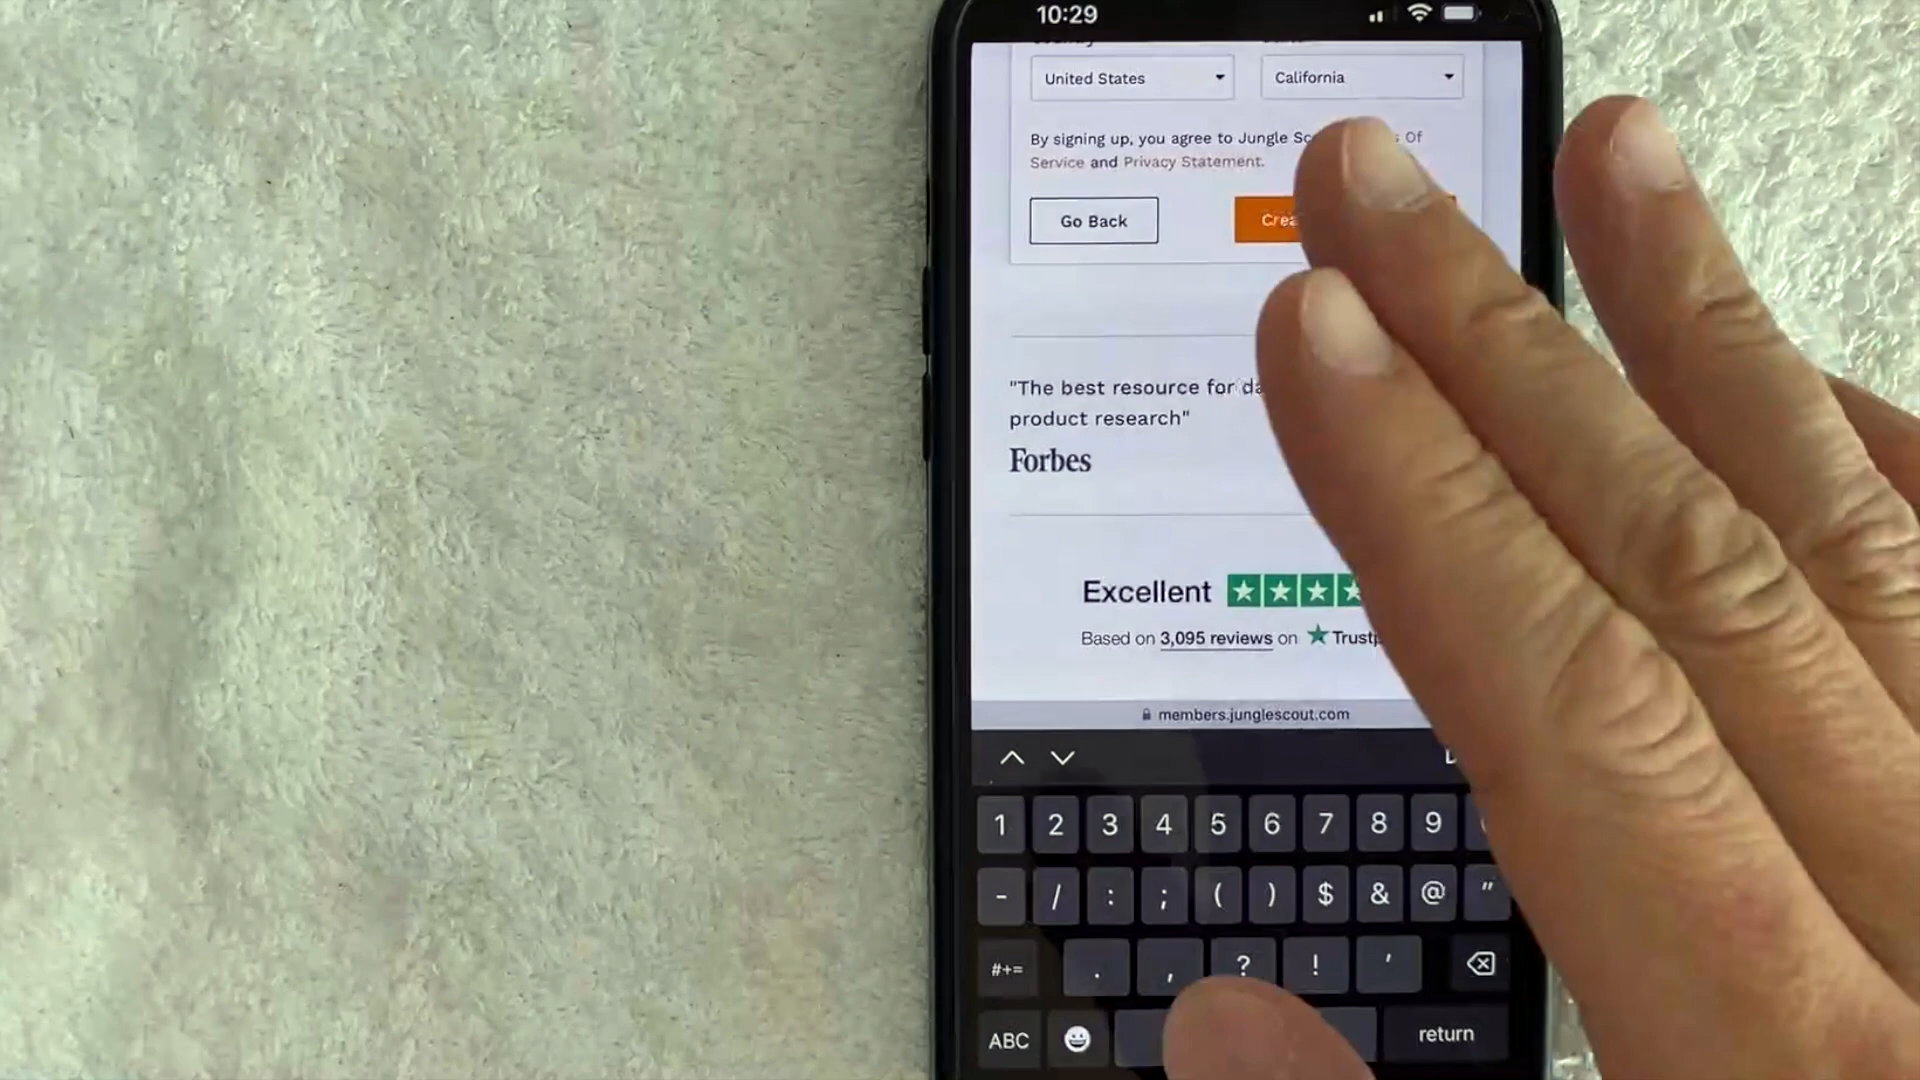 10:29
United States
California
By signing up, you agree to Jungle Of
Service and Privacy Statement.
Go Back
"The best resource for
product research"
Forbes
Excellent
Based on 3,095 reviews on
members.junglescout.com
1 2 3 4 5 6 7 8 9
- / : ; ( ) $ & @ "
#+= . , ? ! '
ABC
return